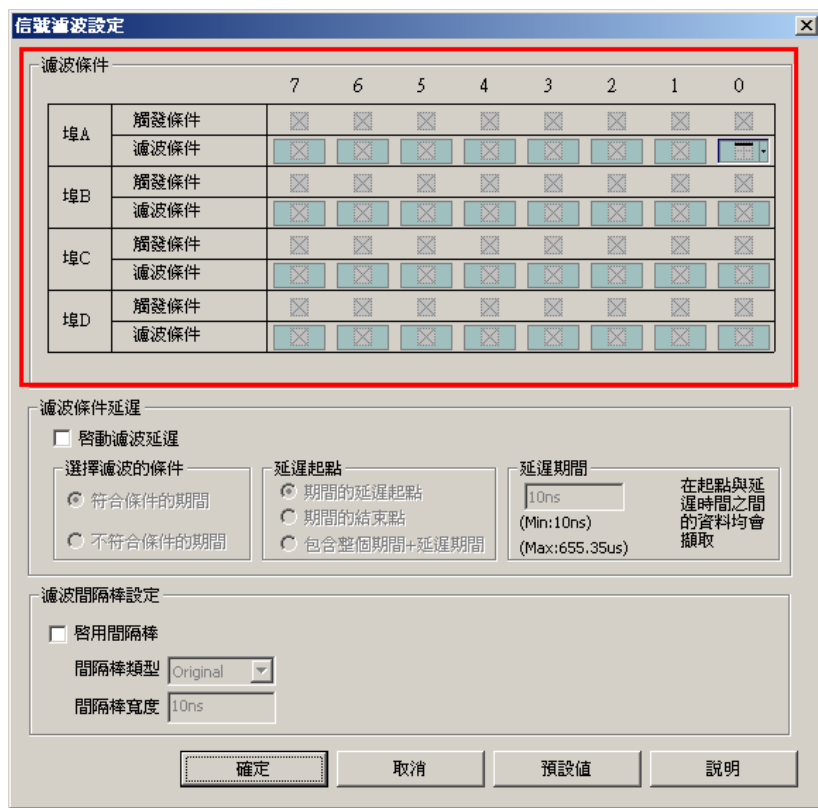 信號濾波設定
濾波條件
7 6 5 4 3 2 1 0
埠A
觸發條件
濾波條件
埠B
觸發條件
濾波條件
埠C
觸發條件
濾波條件
埠D
觸發條件
濾波條件
濾波條件延遲
啓動濾波延遲
選擇濾波的條件
符合條件的期間
不符合條件的期間
延遲起點
期間的延遲起點
期間的結束點
包含整個期間+延遲期間
延遲期間
10ns
(Min:10ns)
(Max:655.35us)
在起點與延
遲時間之間
的資料均會
擷取
濾波間隔棒設定
啓用間隔棒
間隔棒類型 Original
間隔棒寬度 10ns
確定 取消 預設值 說明